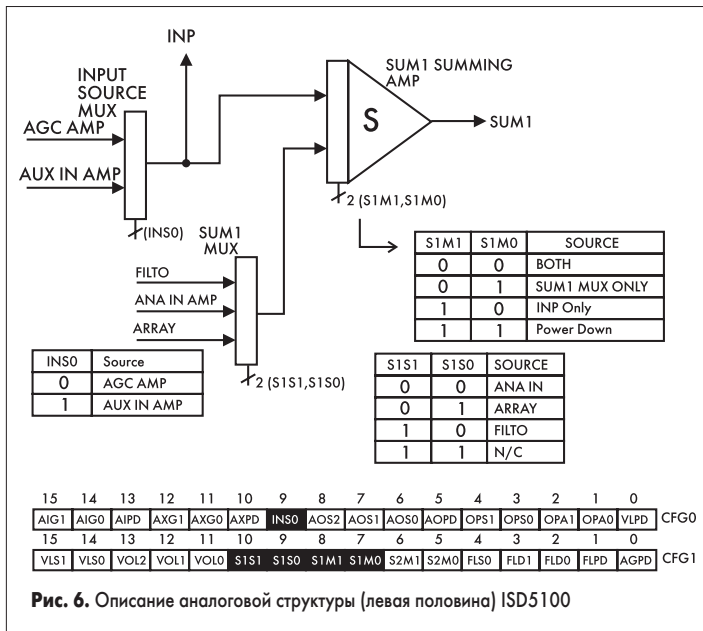 INP
INPUT
SOURCE
MUX
AGC AMP
AUX IN AMP
(INS0)
SUM1 SUMMING
AMP
S
SUM1
2 (S1M1,S1M0)
SUM1
MUX
FILTO
ANA IN AMP
ARRAY
2 (S1S1,S1S0)
S1M1 S1M0 SOURCE
0 0 BOTH
0 1 SUM1 MUX ONLY
1 0 INP Only
1 1 Power Down
INS0 Source
0 AGC AMP
1 AUX IN AMP
S1S1 S1S0 SOURCE
0 0 ANA IN
0 1 ARRAY
1 0 FILTO
1 1 N/C
15 14 13 12 11 10 9 8 7 6 5 4 3 2 1 0
AIG1 AIG0 AIPD AXG1 AXG0 AXPD INS0 AOS2 AOS1 AOS0 AOPD OPS1 OPS0 OPA1 OPA0 VLPD CFG0
15 14 13 12 11 10 9 8 7 6 5 4 3 2 1 0
VLS1 VLS0 VOL2 VOL1 VOL0 S1S1 S1S0 S1M1 S1M0 S2M1 S2M0 FLS0 FLD1 FLD0 FLPD AGPD CFG1
Рис. 6. Описание аналоговой структуры (левая половина) ISD5100